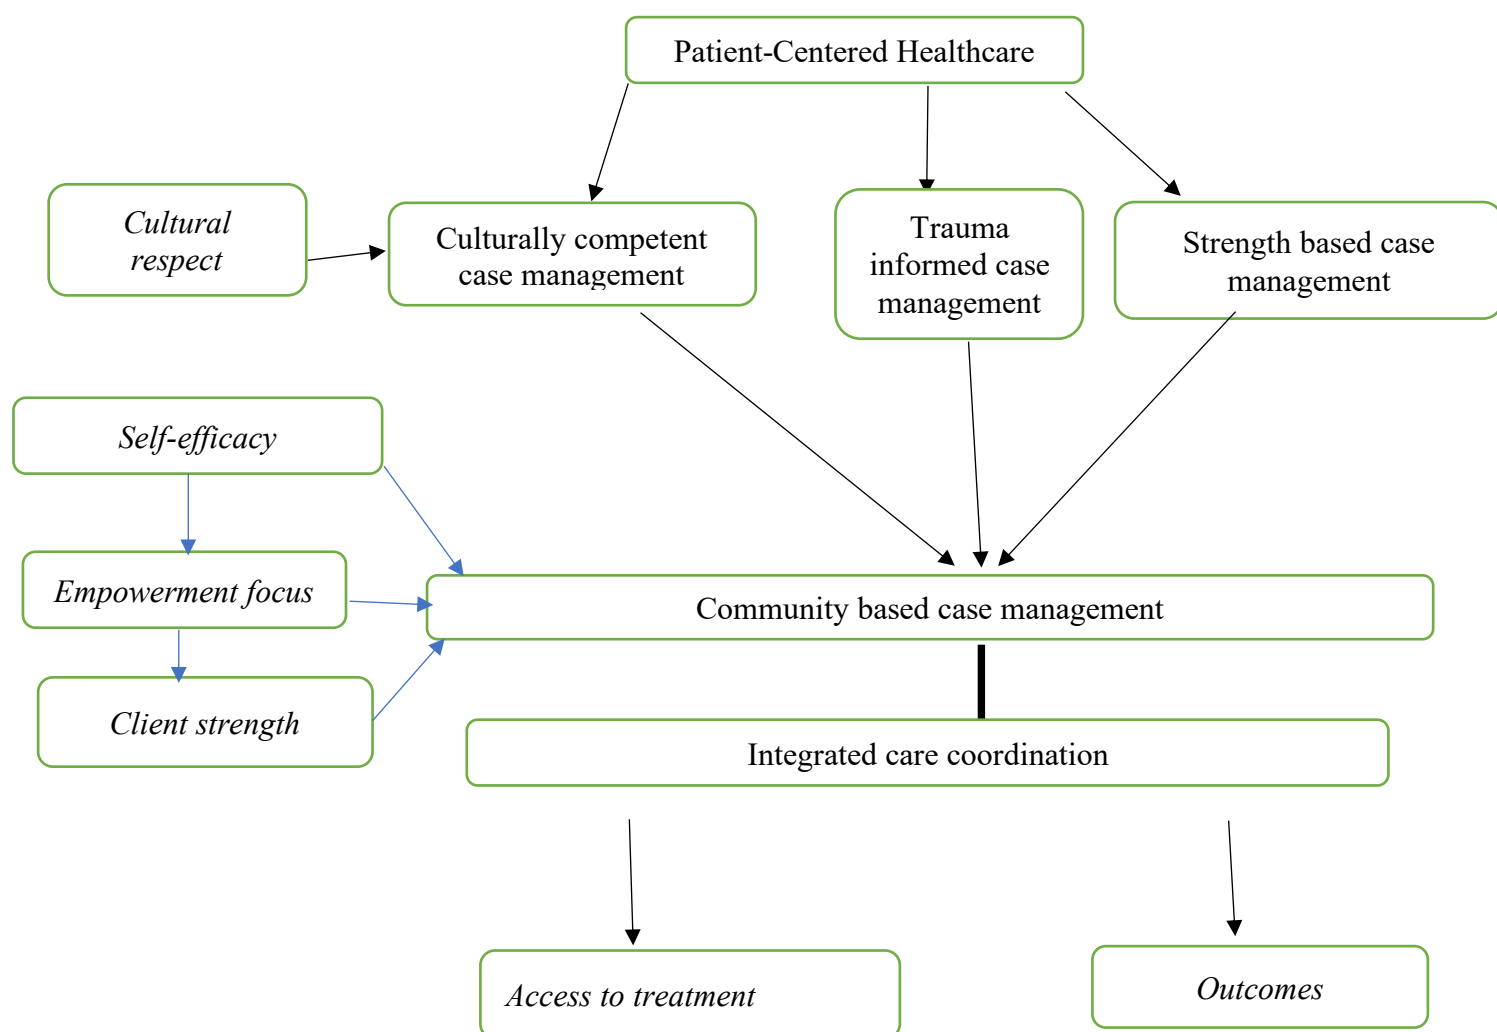 Patient-Centered Healthcare
Cultural
respect
Culturally competent
case management
Trauma
informed case
management
Strength based case
management
Self-efficacy
Empowerment focus
Community based case management
Client strength
Integrated care coordination
Access to treatment
Outcomes